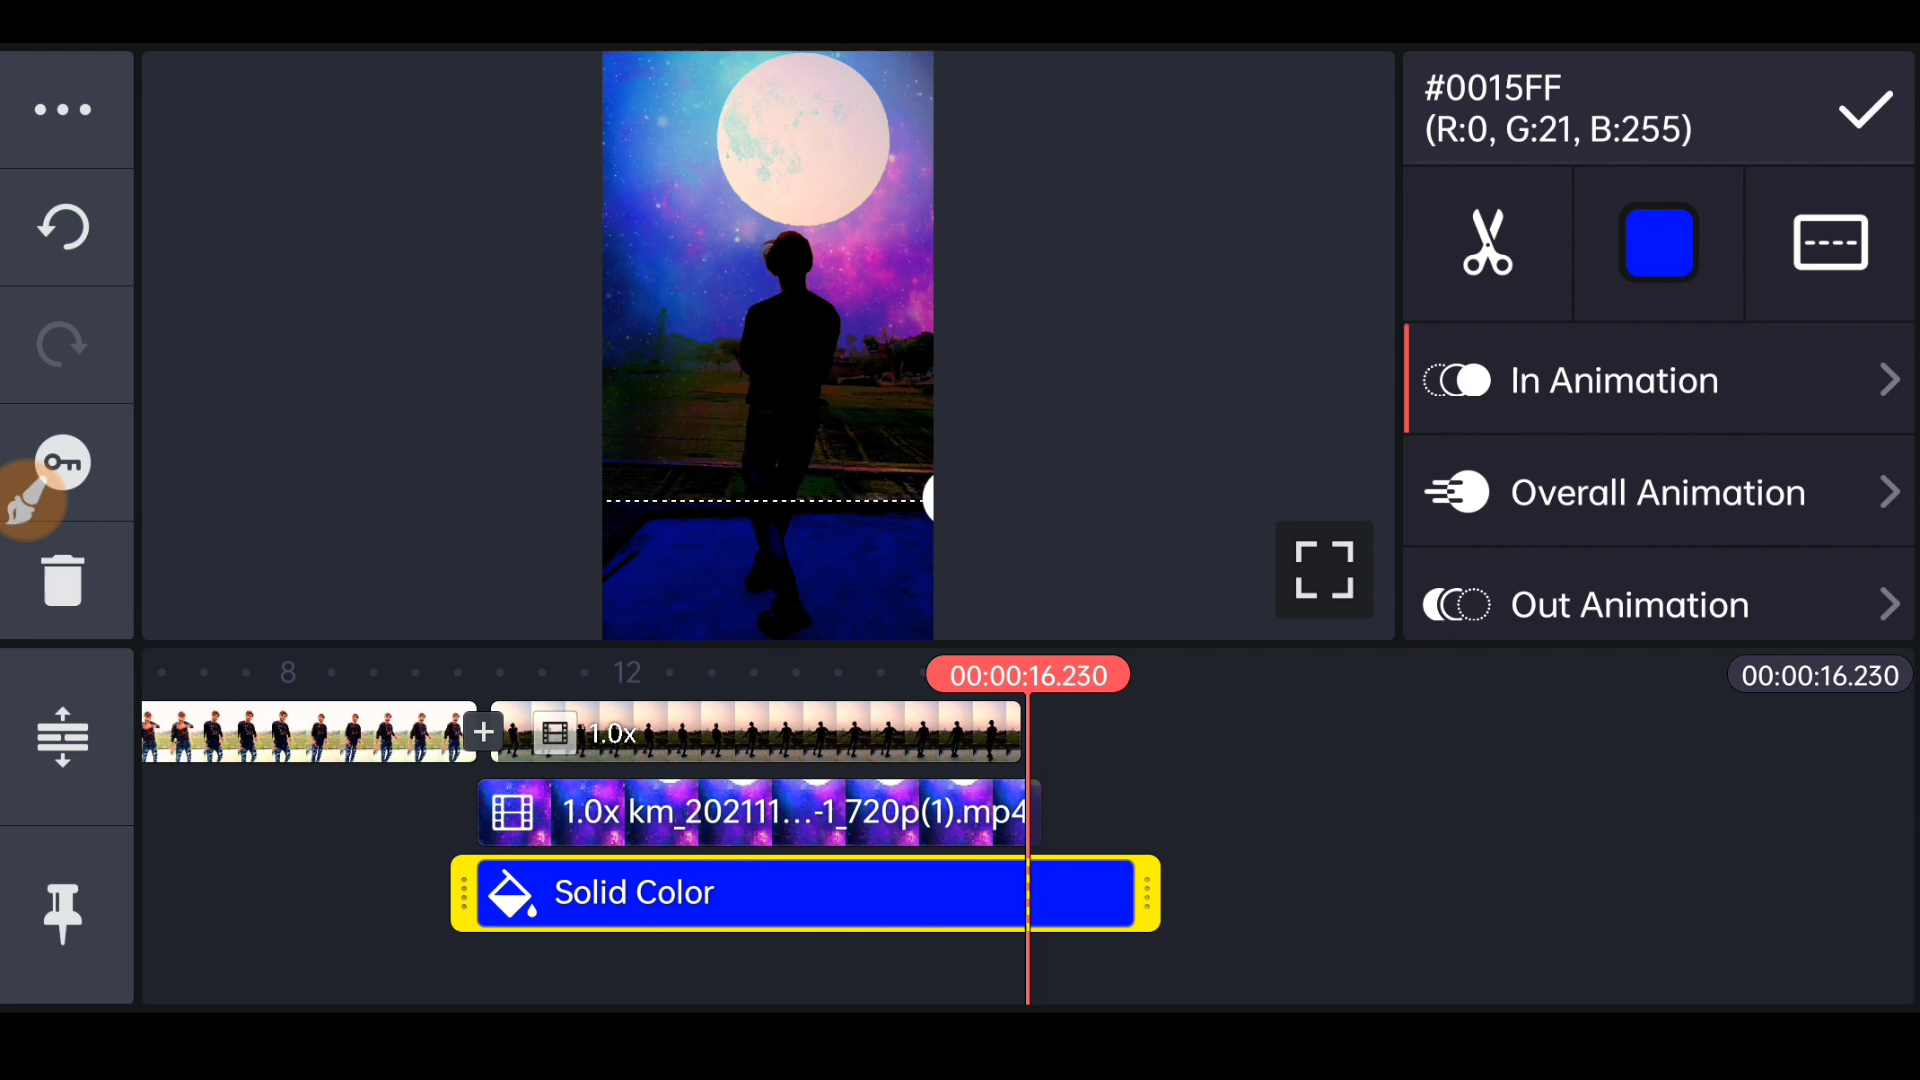 #0015FF
(R:0, G:21, B:255)
In Animation
Overall Animation
Out Animation
8
12
00:00:16.230
00:00:16.230
1.0x
1.0x km_202111...-1_720p(1).mp4
Solid Color